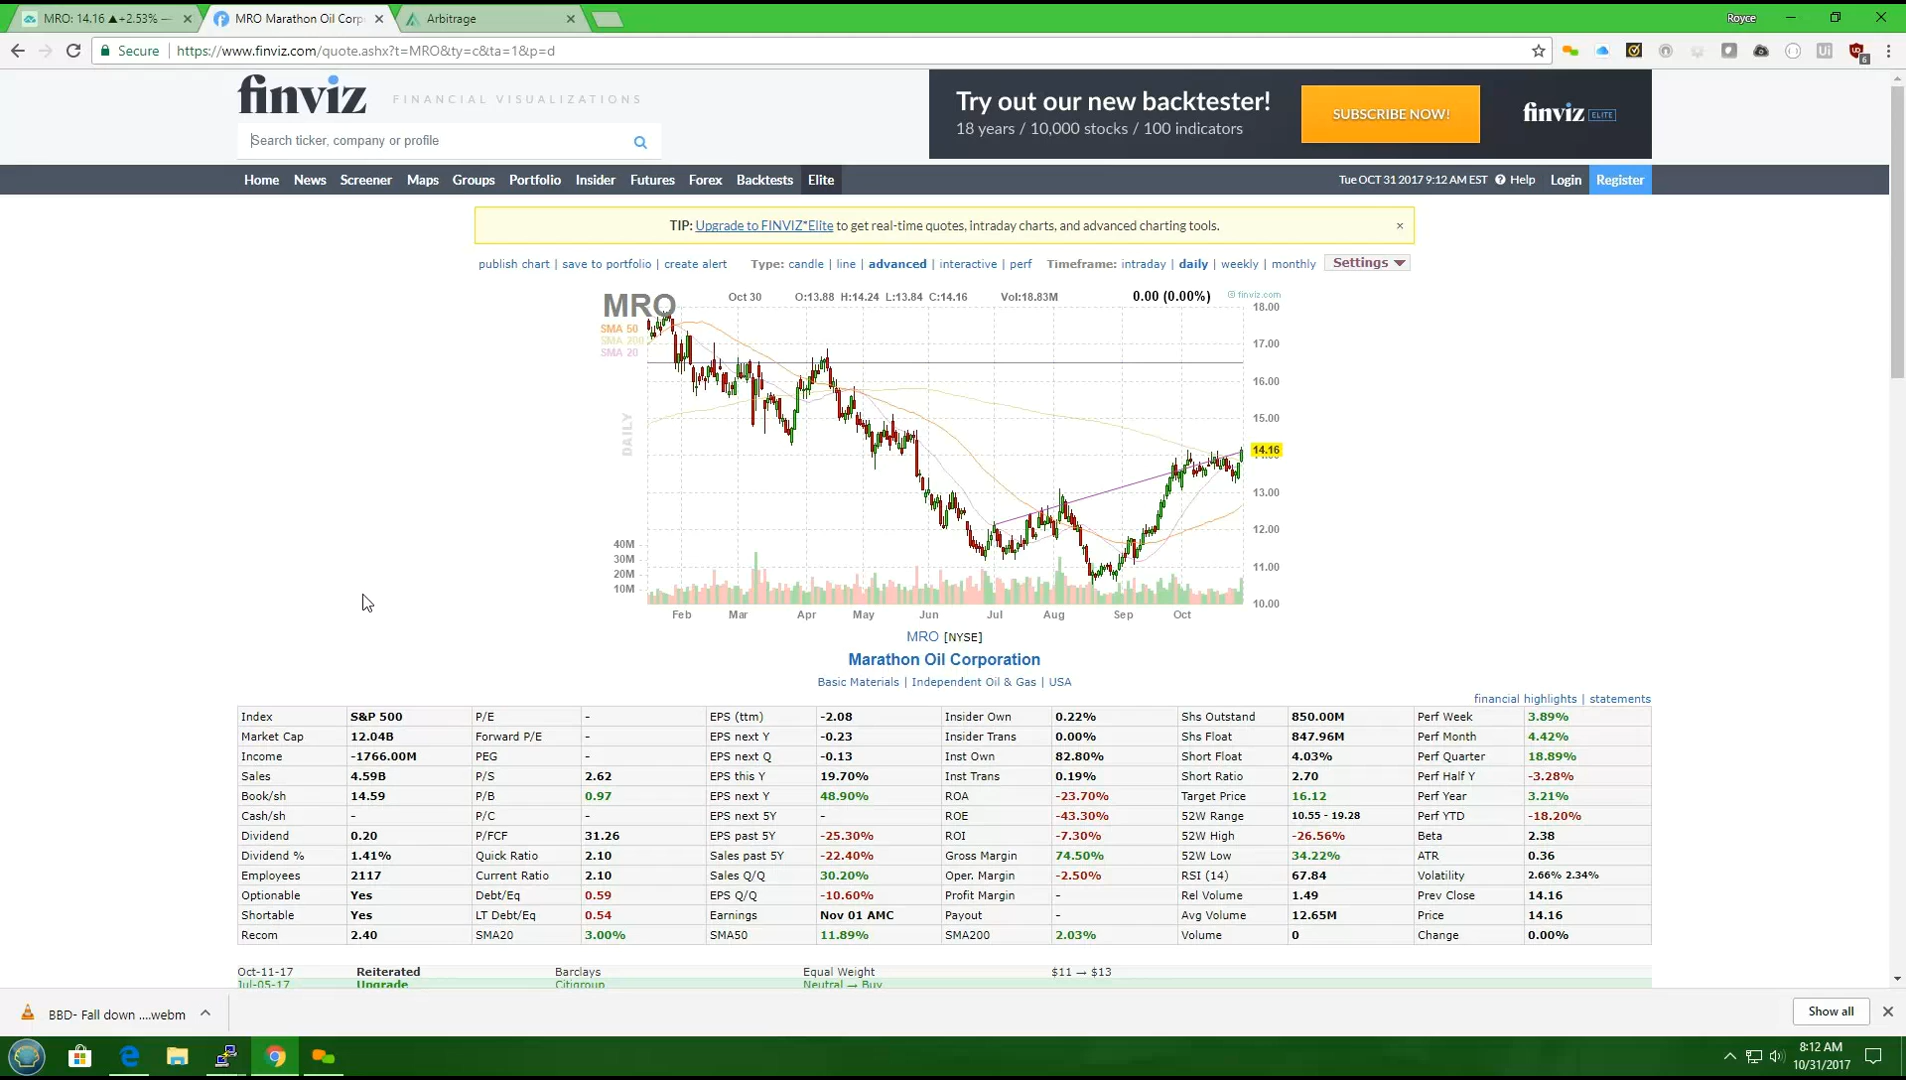 MRO: 14.16 ▲+2.53% —
MRO Marathon Oil Corp
Arbitrage
Royce
Secure
https://www.finviz.com/quote.ashx?t=MRO&ty=c&ta=1&p=d
6
finviz FINANCIAL VISUALIZATIONS
Search ticker, company or profile
Try out our new backtester!
18 years / 10,000 stocks / 100 indicators
SUBSCRIBE NOW!
finviz ELITE
Home News Screener Maps Groups Portfolio Insider Futures Forex Backtests Elite
Tue OCT 31 2017 9:12 AM EST Help Login Register
TIP: Upgrade to FINVIZ*Elite to get real-time quotes, intraday charts, and advanced charting tools. ×
publish chart | save to portfolio | create alert Type: candle | line | advanced | interactive | perf Timeframe: intraday | daily | weekly | monthly Settings
MRO Oct 30 O:13.88 H:14.24 L:13.84 C:14.16 Vol:18.83M 0.00 (0.00%) © finviz.com
SMA 50
SMA 200
SMA 20
DAILY
18.00
17.00
16.00
15.00
14.16
13.00
12.00
11.00
10.00
40M
30M
20M
10M
Feb Mar Apr May Jun Jul Aug Sep Oct
MRO [NYSE]
Marathon Oil Corporation
Basic Materials | Independent Oil & Gas | USA
financial highlights | statements
Index S&P 500 P/E - EPS (ttm) -2.08 Insider Own 0.22% Shs Outstand 850.00M Perf Week 3.89%
Market Cap 12.04B Forward P/E - EPS next Y -0.23 Insider Trans 0.00% Shs Float 847.96M Perf Month 4.42%
Income -1766.00M PEG - EPS next Q -0.13 Inst Own 82.80% Short Float 4.03% Perf Quarter 18.89%
Sales 4.59B P/S 2.62 EPS this Y 19.70% Inst Trans 0.19% Short Ratio 2.70 Perf Half Y -3.28%
Book/sh 14.59 P/B 0.97 EPS next Y 48.90% ROA -23.70% Target Price 16.12 Perf Year 3.21%
Cash/sh - P/C - EPS next 5Y - ROE -43.30% 52W Range 10.55 - 19.28 Perf YTD -18.20%
Dividend 0.20 P/FCF 31.26 EPS past 5Y -25.30% ROI -7.30% 52W High -26.56% Beta 2.38
Dividend % 1.41% Quick Ratio 2.10 Sales past 5Y -22.40% Gross Margin 74.50% 52W Low 34.22% ATR 0.36
Employees 2117 Current Ratio 2.10 Sales Q/Q 30.20% Oper. Margin -2.50% RSI (14) 67.84 Volatility 2.66% 2.34%
Optionable Yes Debt/Eq 0.59 EPS Q/Q -10.60% Profit Margin - Rel Volume 1.49 Prev Close 14.16
Shortable Yes LT Debt/Eq 0.54 Earnings Nov 01 AMC Payout - Avg Volume 12.65M Price 14.16
Recom 2.40 SMA20 3.00% SMA50 11.89% SMA200 2.03% Volume 0 Change 0.00%
Oct-11-17 Reiterated Barclays Equal Weight $11 → $13
Jul-05-17 Upgrade Citigroup Neutral → Buy
BBD- Fall down ....webm
Show all
8:12 AM
10/31/2017